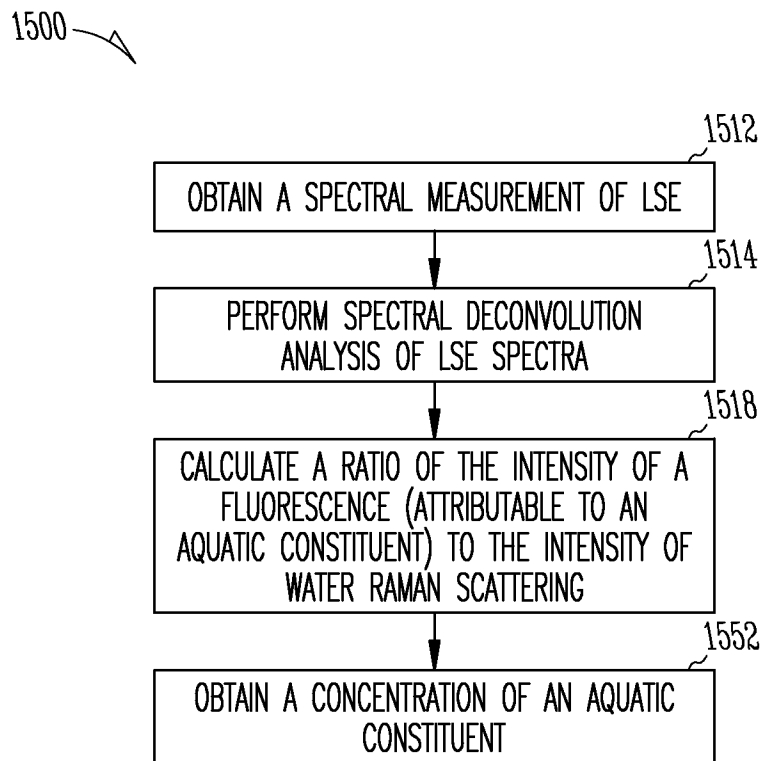 1500
1512
OBTAIN A SPECTRAL MEASUREMENT OF LSE
1514
PERFORM SPECTRAL DECONVOLUTION
ANALYSIS OF LSE SPECTRA
1518
CALCULATE A RATIO OF THE INTENSITY OF A
FLUORESCENCE (ATTRIBUTABLE TO AN
AQUATIC CONSTITUENT) TO THE INTENSITY OF
WATER RAMAN SCATTERING
1552
OBTAIN A CONCENTRATION OF AN AQUATIC
CONSTITUENT